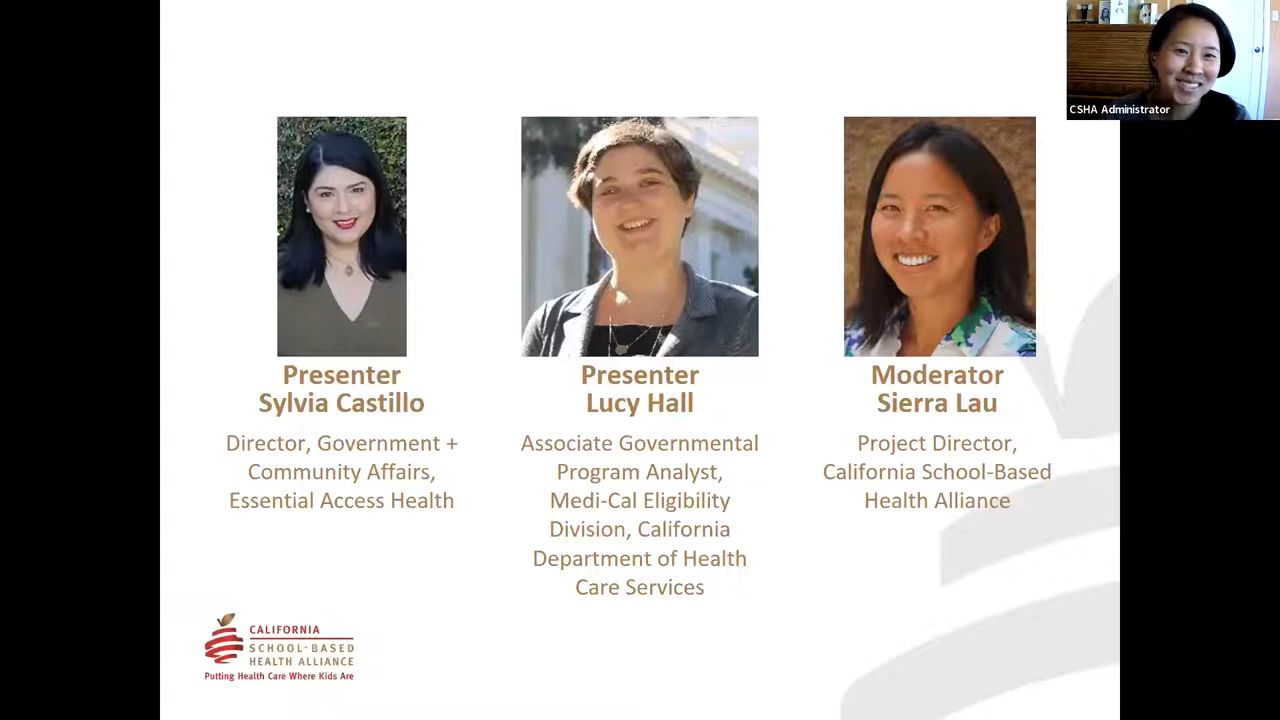 CSHA Administrator
Presenter
Sylvia Castillo
Director, Government +
Community Affairs,
Essential Access Health
Presenter
Lucy Hall
Associate Governmental
Program Analyst,
Medi-Cal Eligibility
Division, California
Department of Health
Care Services
Moderator
Sierra Lau
Project Director,
California School-Based
Health Alliance
CALIFORNIA
SCHOOL-BASED
HEALTH ALLIANCE
Putting Health Care Where Kids Are